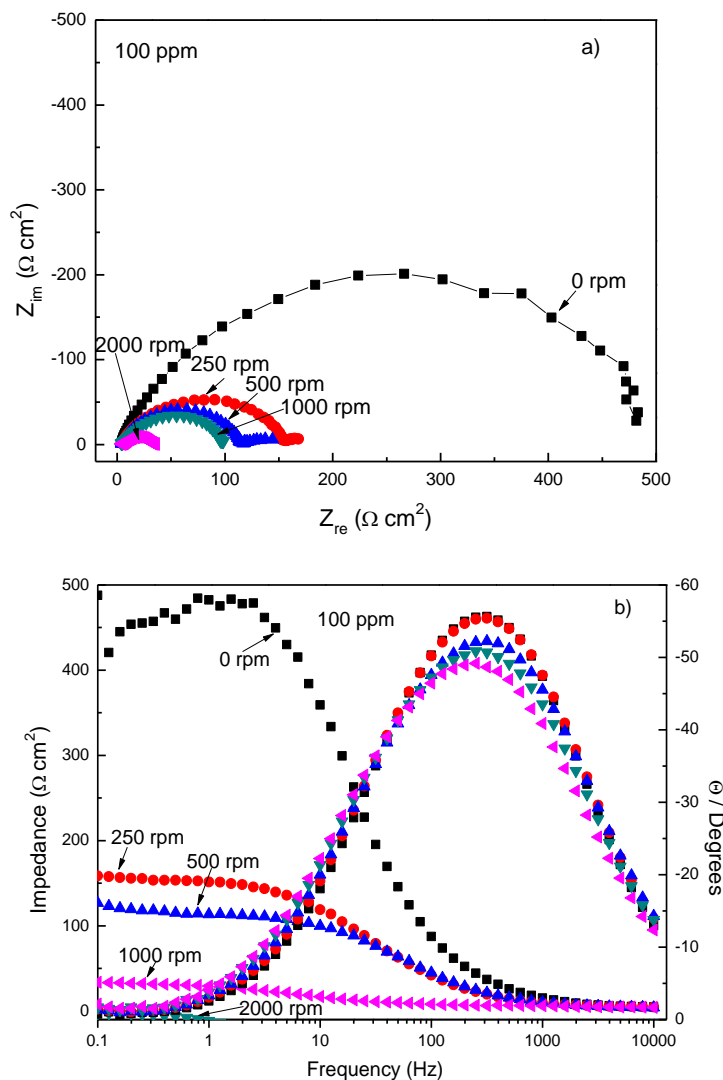 100 ppm
a)
-500
-400
-300
-200
-100
0
Z_im (Ω cm²)
0 rpm
2000 rpm
250 rpm
500 rpm
1000 rpm
0 100 200 300 400 500
Z_re (Ω cm²)
500
400
300
200
100
0
Impedance (Ω cm²)
100 ppm
b)
0 rpm
250 rpm
500 rpm
1000 rpm
2000 rpm
-60
-50
-40
-30
-20
-10
0
Θ / Degrees
0.1 1 10 100 1000 10000
Frequency (Hz)